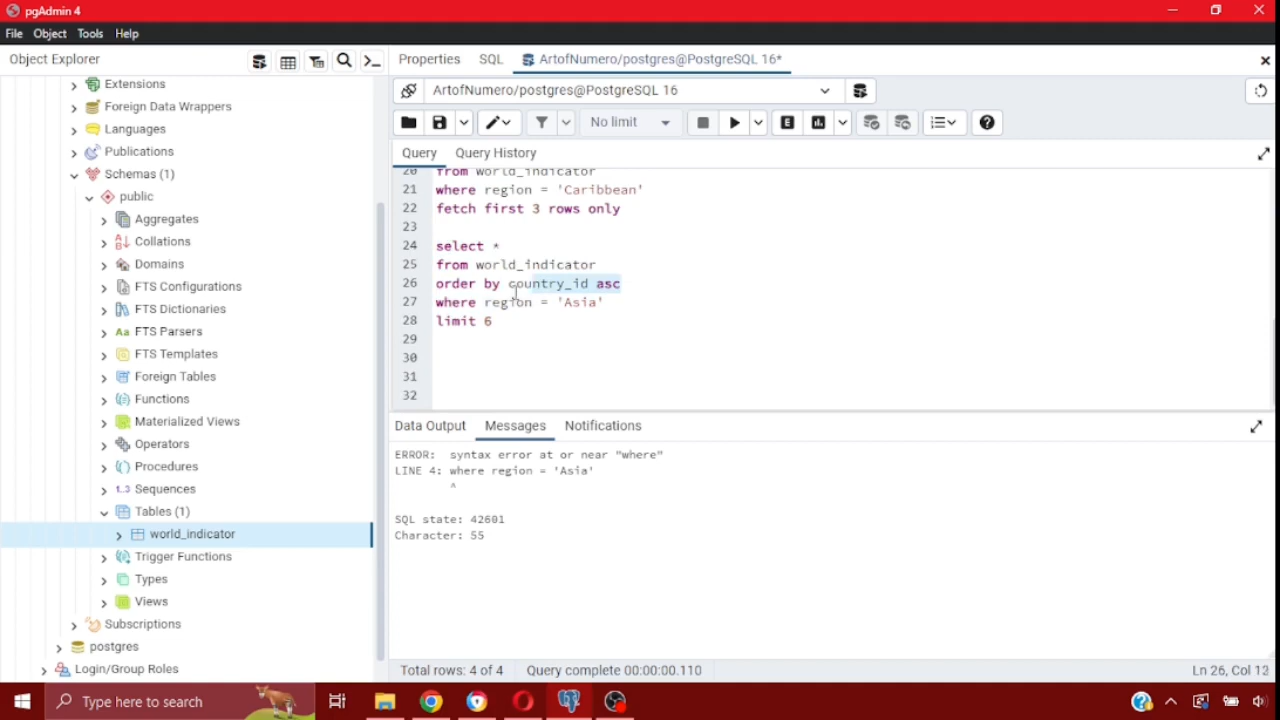 pgAdmin 4
File Object Tools Help
Object Explorer
Properties SQL ArtofNumero/postgres@PostgreSQL 16*
ArtofNumero/postgres@PostgreSQL 16
No limit
Query Query History
Extensions
Foreign Data Wrappers
Languages
Publications
Schemas (1)
public
Aggregates
Collations
Domains
FTS Configurations
FTS Dictionaries
FTS Parsers
FTS Templates
Foreign Tables
Functions
Materialized Views
Operators
Procedures
Sequences
Tables (1)
world_indicator
Trigger Functions
Types
Views
Subscriptions
postgres
Login/Group Roles
20 from world_indicator
21 where region = 'Caribbean'
22 fetch first 3 rows only
23
24 select *
25 from world_indicator
26 order by country_id asc
27 where region = 'Asia'
28 limit 6
29
30
31
32
Data Output Messages Notifications
ERROR: syntax error at or near "where"
LINE 4: where region = 'Asia'
^
SQL state: 42601
Character: 55
Total rows: 4 of 4 Query complete 00:00:00.110 Ln 26, Col 13
Type here to search